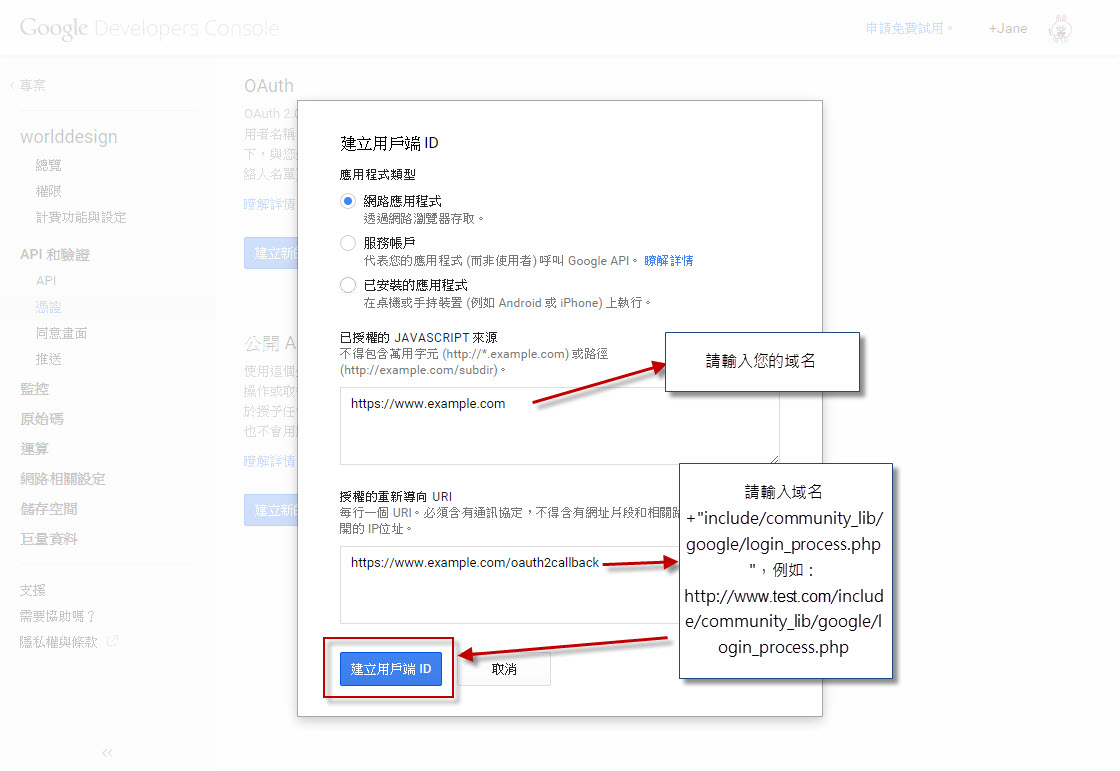 Google Developers Console
申請免費試用。
+Jane
專案
worlddesign
總覽
權限
計費功能與設定
API 和驗證
API
憑證
同意畫面
推送
監控
原始碼
運算
網路相關設定
儲存空間
巨量資料
支援
需要協助嗎？
隱私權與條款
OAuth
OAuth 2.0
用者名稱
下，與您
絡人名單
瞭解詳情
建立新的
公開 A
使用這個
操作或取
於授予任
也不會用
瞭解詳情
建立新的
建立用戶端 ID
應用程式類型
網路應用程式
透過網路瀏覽器存取。
服務帳戶
代表您的應用程式 (而非使用者) 呼叫 Google API。 瞭解詳情
已安裝的應用程式
在桌機或手持裝置 (例如 Android 或 iPhone) 上執行。
已授權的 JAVASCRIPT 來源
不得包含萬用字元 (http://*.example.com) 或路徑
(http://example.com/subdir)。
https://www.example.com
請輸入您的域名
授權的重新導向 URI
每行一個 URI。必須含有通訊協定，不得含有網址片段和相關路
開的 IP位址。
https://www.example.com/oauth2callback
請輸入域名
+"include/community_lib/
google/login_process.php
"，例如：
http://www.test.com/includ
e/community_lib/google/l
ogin_process.php
建立用戶端 ID
取消